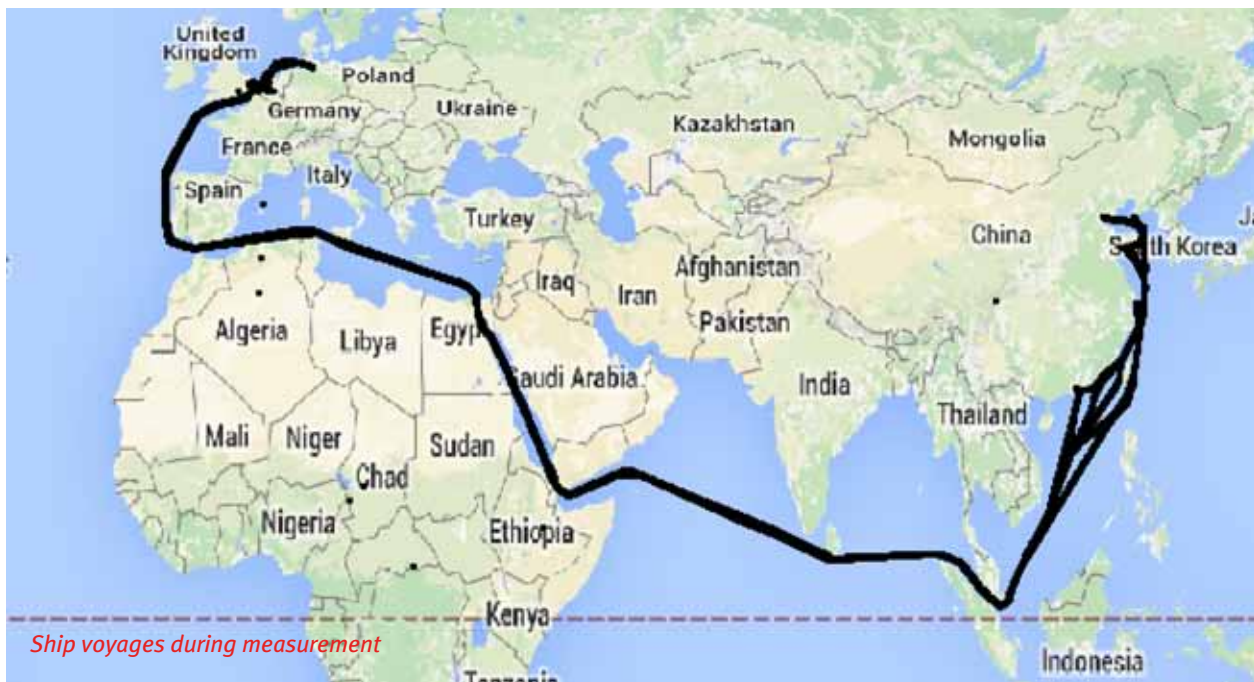 United
Kingdom
Poland
Germany
Ukraine
Kazakhstan
Mongolia
France
Italy
Spain
Turkey
China
South Korea
Afghanistan
Iraq
Iran
Pakistan
Algeria
Libya
Egyp
Saudi Arabia
India
Thailand
Mali
Niger
Sudan
Chad
Nigeria
Ethiopia
Kenya
Ship voyages during measurement
Indonesia